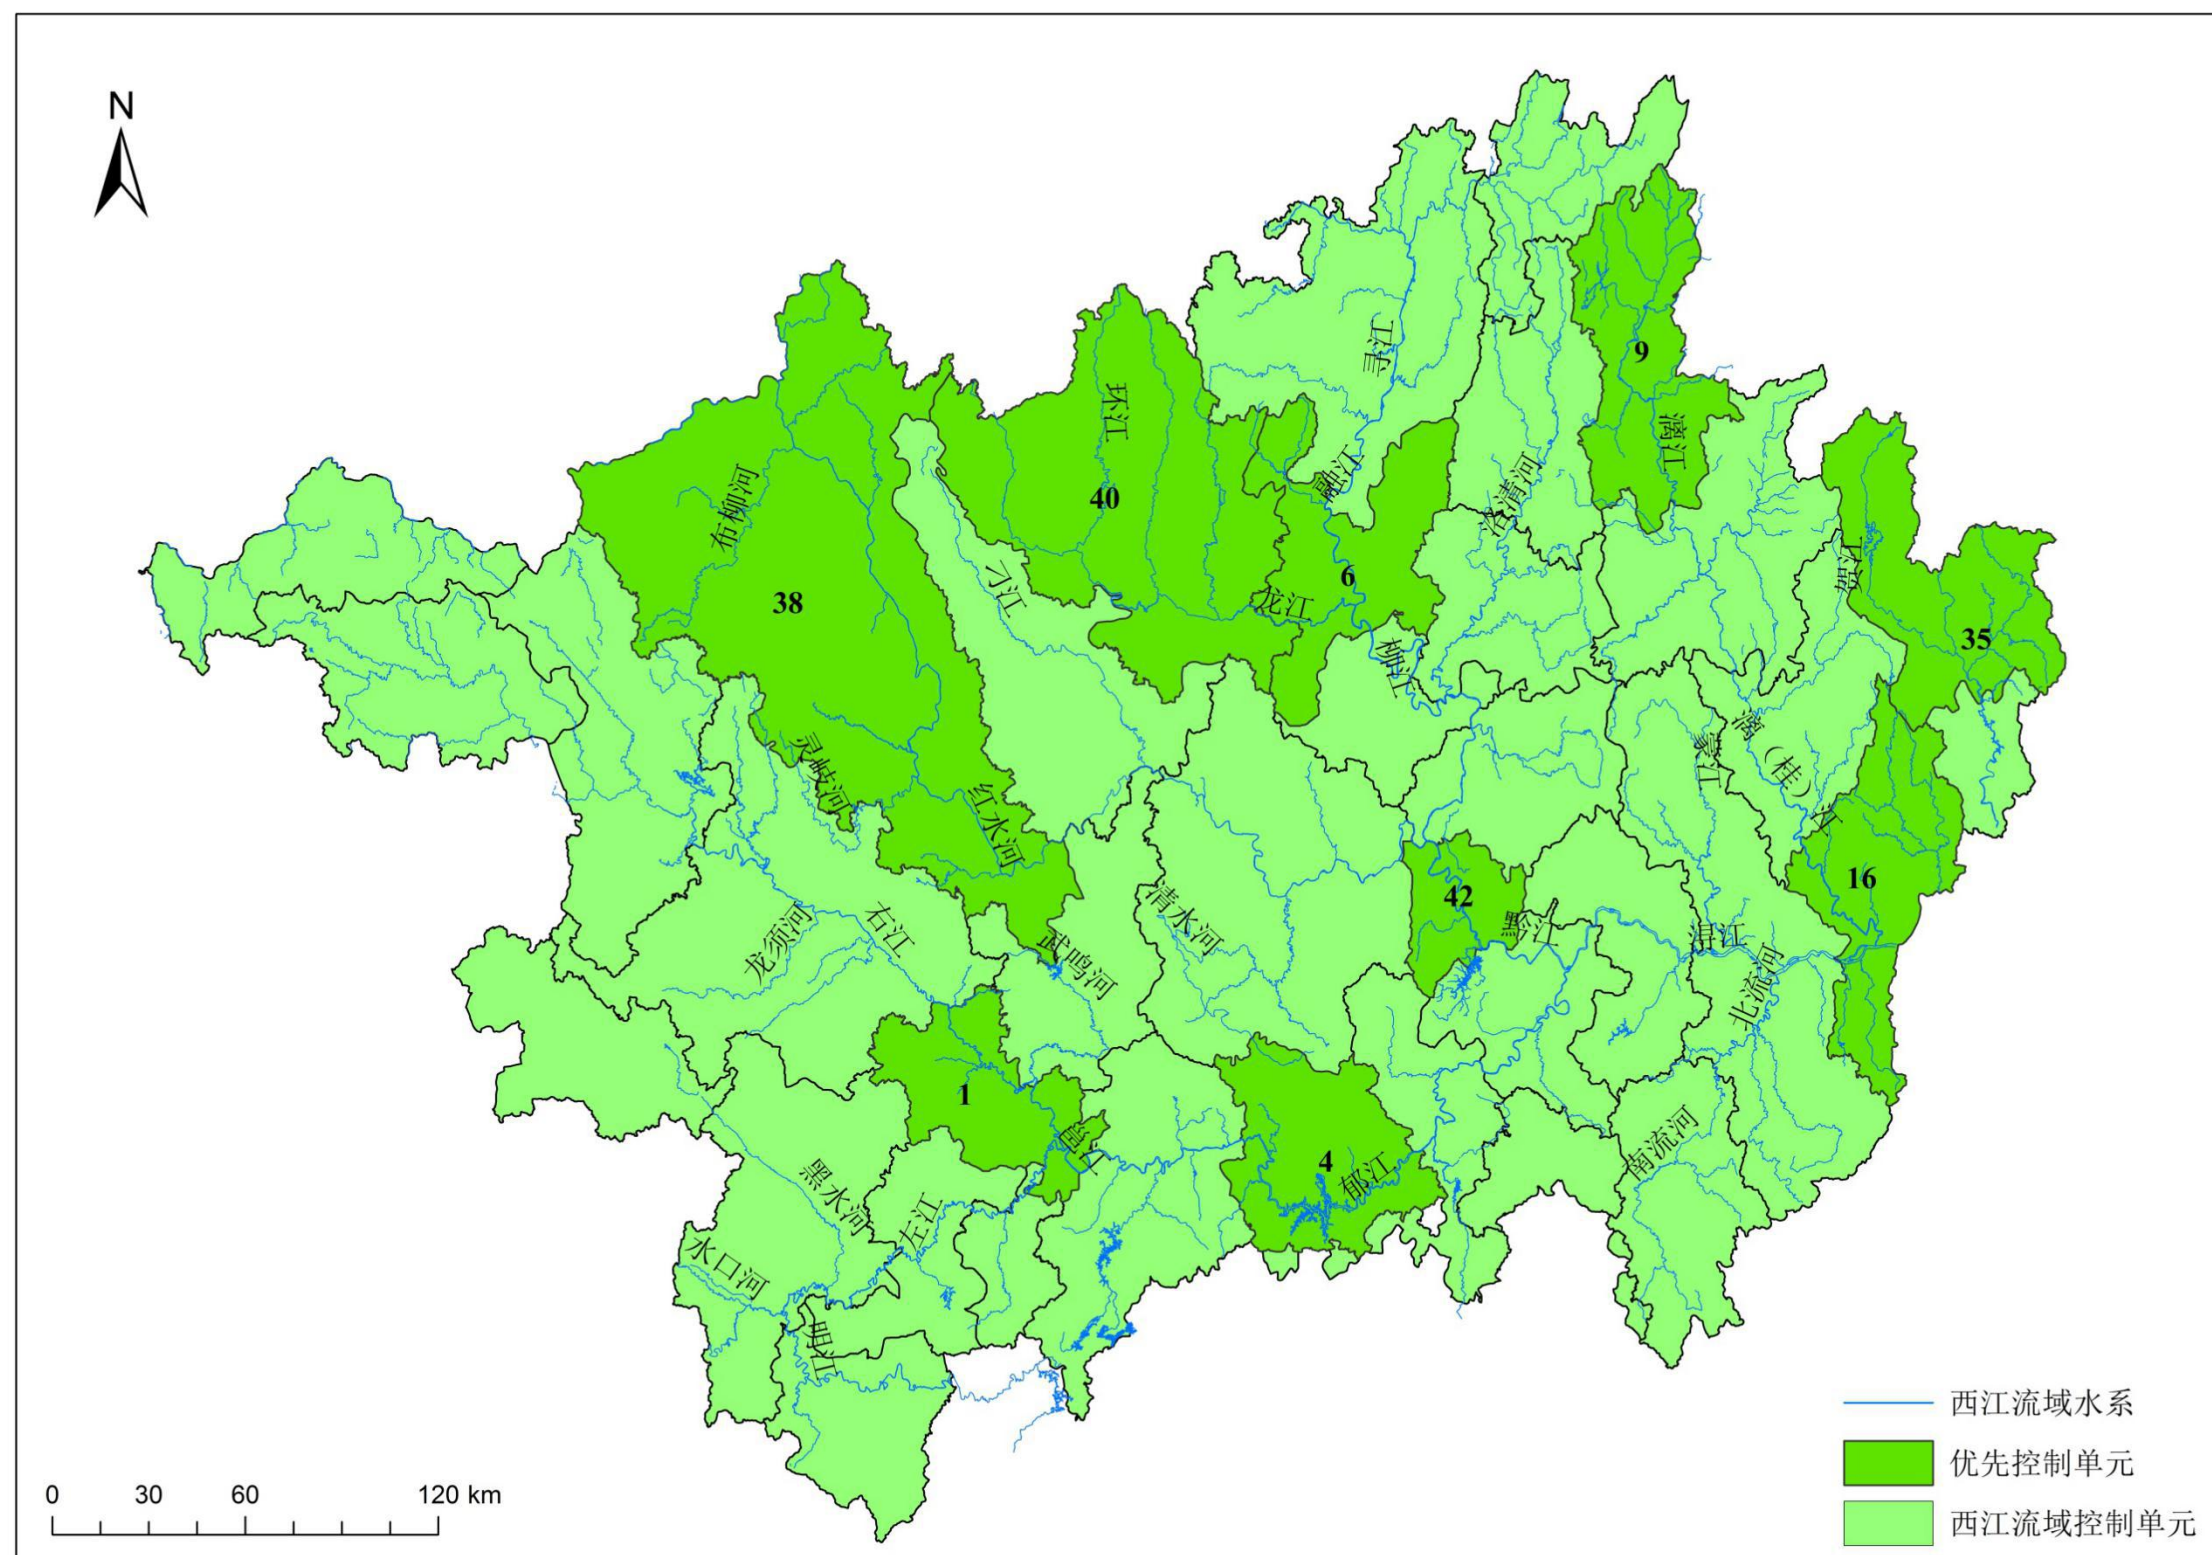 N
9
寻江
环江
漓江
40
融江
洛清河
布柳河
刁江
6
恭江
38
龙江
35
柳江
灵岐河
蒙江
漓（桂）江
红水河
16
42
清水河
黔江
浔江
右江
龙须河
武鸣河
北流河
1
邕江
南流河
4
郁江
黑水河
左江
水口河
明江
西江流域水系
优先控制单元
西江流域控制单元
0
30
60
120 km